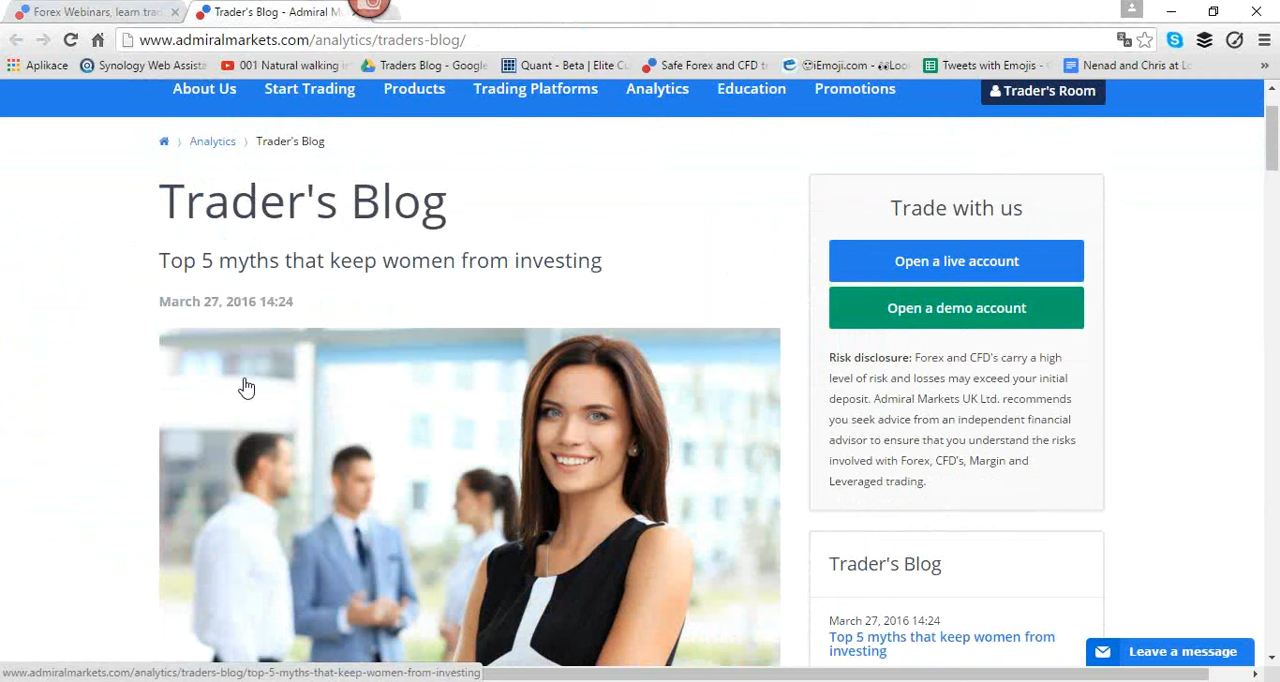 Forex Webinars, learn trad
Trader's Blog - Admiral M
www.admiralmarkets.com/analytics/traders-blog/
Aplikace
Synology Web Assista
001 Natural walking in
Traders Blog - Google
Quant - Beta | Elite Cu
Safe Forex and CFD tr
iEmoji.com -
Tweets with Emojis -
Nenad and Chris at Lo
»
About Us
Start Trading
Products
Trading Platforms
Analytics
Education
Promotions
Trader's Room
Analytics
Trader's Blog
Trader's Blog
Top 5 myths that keep women from investing
March 27, 2016 14:24
Trade with us
Open a live account
Open a demo account
Risk disclosure: Forex and CFD's carry a high
level of risk and losses may exceed your initial
deposit. Admiral Markets UK Ltd. recommends
you seek advice from an independent financial
advisor to ensure that you understand the risks
involved with Forex, CFD's, Margin and
Leveraged trading.
Trader's Blog
March 27, 2016 14:24
Top 5 myths that keep women from
investing
Leave a message
www.admiralmarkets.com/analytics/traders-blog/top-5-myths-that-keep-women-from-investing